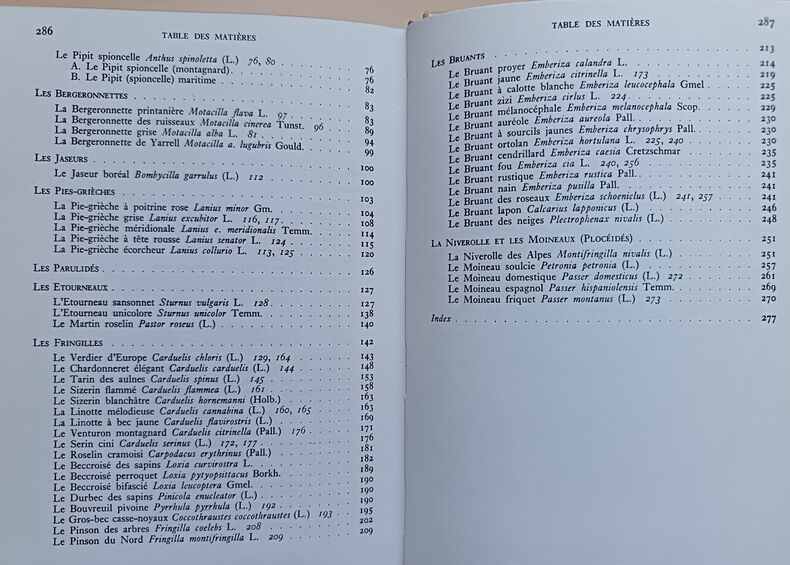 286
TABLE DES MATIÈRES
Le Pipit spioncelle Anthus spinoletta (L.) 76, 80 76
A. Le Pipit spioncelle (montagnard). 76
B. Le Pipit (spioncelle) maritime 82
LES BERGERONNETTES 83
La Bergeronnette printanière Motacilla flava L. 97 83
La Bergeronnette des ruisseaux Motacilla cinerea Tunst. 96 89
La Bergeronnette grise Motacilla alba L. 81 94
La Bergeronnette de Yarrell Motacilla a. lugubris Gould. 99
LES JASEURS 100
Le Jaseur boréal Bombycilla garrulus (L.) 112 100
LES PIES-GRIÈCHES 103
La Pie-grièche à poitrine rose Lanius minor Gm. 104
La Pie-grièche grise Lanius excubitor L. 116, 117 108
La Pie-grièche méridionale Lanius e. meridionalis Temm. 114
La Pie-grièche à tête rousse Lanius senator L. 124 115
La Pie-grièche écorcheur Lanius collurio L. 113, 125 120
LES PARULIDÉS 126
LES ETOURNEAUX 127
L'Etourneau sansonnet Sturnus vulgaris L. 128 127
L'Etourneau unicolore Sturnus unicolor Temm. 138
Le Martin roselin Pastor roseus (L.) 140
LES FRINGILLES 142
Le Verdier d'Europe Carduelis chloris (L.) 129, 164 143
Le Chardonneret élégant Carduelis carduelis (L.) 144 148
Le Tarin des aulnes Carduelis spinus (L.) 145 153
Le Sizerin flammé Carduelis flammea (L.) 161 158
Le Sizerin blanchâtre Carduelis hornemanni (Holb.) 163
La Linotte mélodieuse Carduelis cannabina (L.) 160, 165 163
La Linotte à bec jaune Carduelis flavirostris (L.) 169
Le Venturon montagnard Carduelis citrinella (Pall.) 176 171
Le Serin cini Carduelis serinus (L.) 172, 177 176
Le Roselin cramoisi Carpodacus erythrinus (Pall.) 181
Le Beccroisé des sapins Loxia curvirostra L. 182
Le Beccroisé perroquet Loxia pytyopsittacus Borkh. 189
Le Beccroisé bifascié Loxia leucoptera Gmel. 190
Le Durbec des sapins Pinicola enucleator (L.) 190
Le Bouvreuil pivoine Pyrrhula pyrrhula (L.) 192 190
Le Gros-bec casse-noyaux Coccothraustes coccothraustes (L.) 193 195
Le Pinson des arbres Fringilla coelebs L. 208 202
Le Pinson du Nord Fringilla montifringilla L. 209 209
TABLE DES MATIÈRES
287
LES BRUANTS 213
Le Bruant proyer Emberiza calandra L. 214
Le Bruant jaune Emberiza citrinella L. 173 219
Le Bruant à calotte blanche Emberiza leucocephala Gmel 225
Le Bruant zizi Emberiza cirlus L. 224 225
Le Bruant mélanocéphale Emberiza melanocephala Scop. 229
Le Bruant auréole Emberiza aureola Pall. 230
Le Bruant à sourcils jaunes Emberiza chrysophrys Pall. 230
Le Bruant ortolan Emberiza hortulana L. 225, 240 230
Le Bruant cendrillard Emberiza caesia Cretzschmar 235
Le Bruant fou Emberiza cia L. 240, 256 235
Le Bruant rustique Emberiza rustica Pall. 241
Le Bruant nain Emberiza pusilla Pall. 241
Le Bruant des roseaux Emberiza schoeniclus (L.) 241, 257 241
Le Bruant lapon Calcarius lapponicus (L.) 246
Le Bruant des neiges Plectrophenax nivalis (L.) 248
LA NIVEROLLE ET LES MOINEAUX (PLOCÉIDÉS) 251
La Niverolle des Alpes Montifringilla nivalis (L.) 251
Le Moineau soulcie Petronia petronia (L.) 257
Le Moineau domestique Passer domesticus (L.) 272 261
Le Moineau espagnol Passer hispaniolensis Temm. 269
Le Moineau friquet Passer montanus (L.) 273 270
Index 277